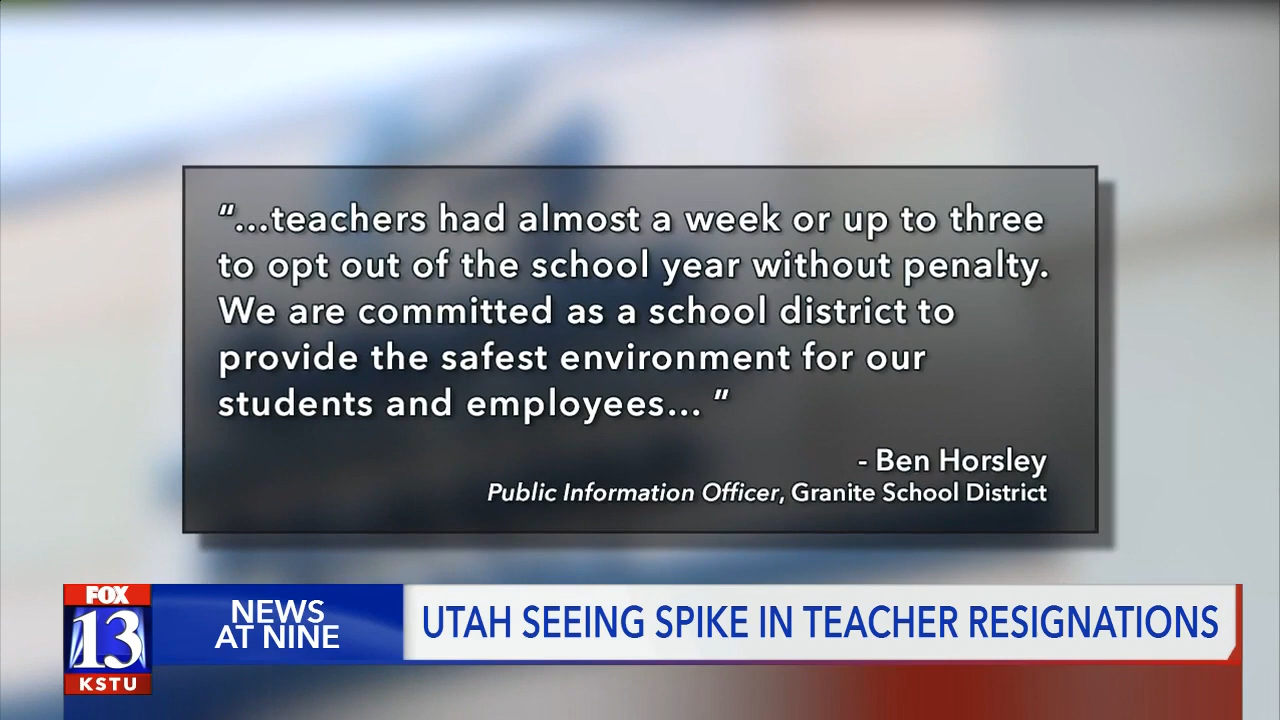 “...teachers had almost a week or up to three
to opt out of the school year without penalty.
We are committed as a school district to
provide the safest environment for our
students and employees... ”
- Ben Horsley
Public Information Officer, Granite School District
FOX
13
KSTU
NEWS
AT NINE
UTAH SEEING SPIKE IN TEACHER RESIGNATIONS